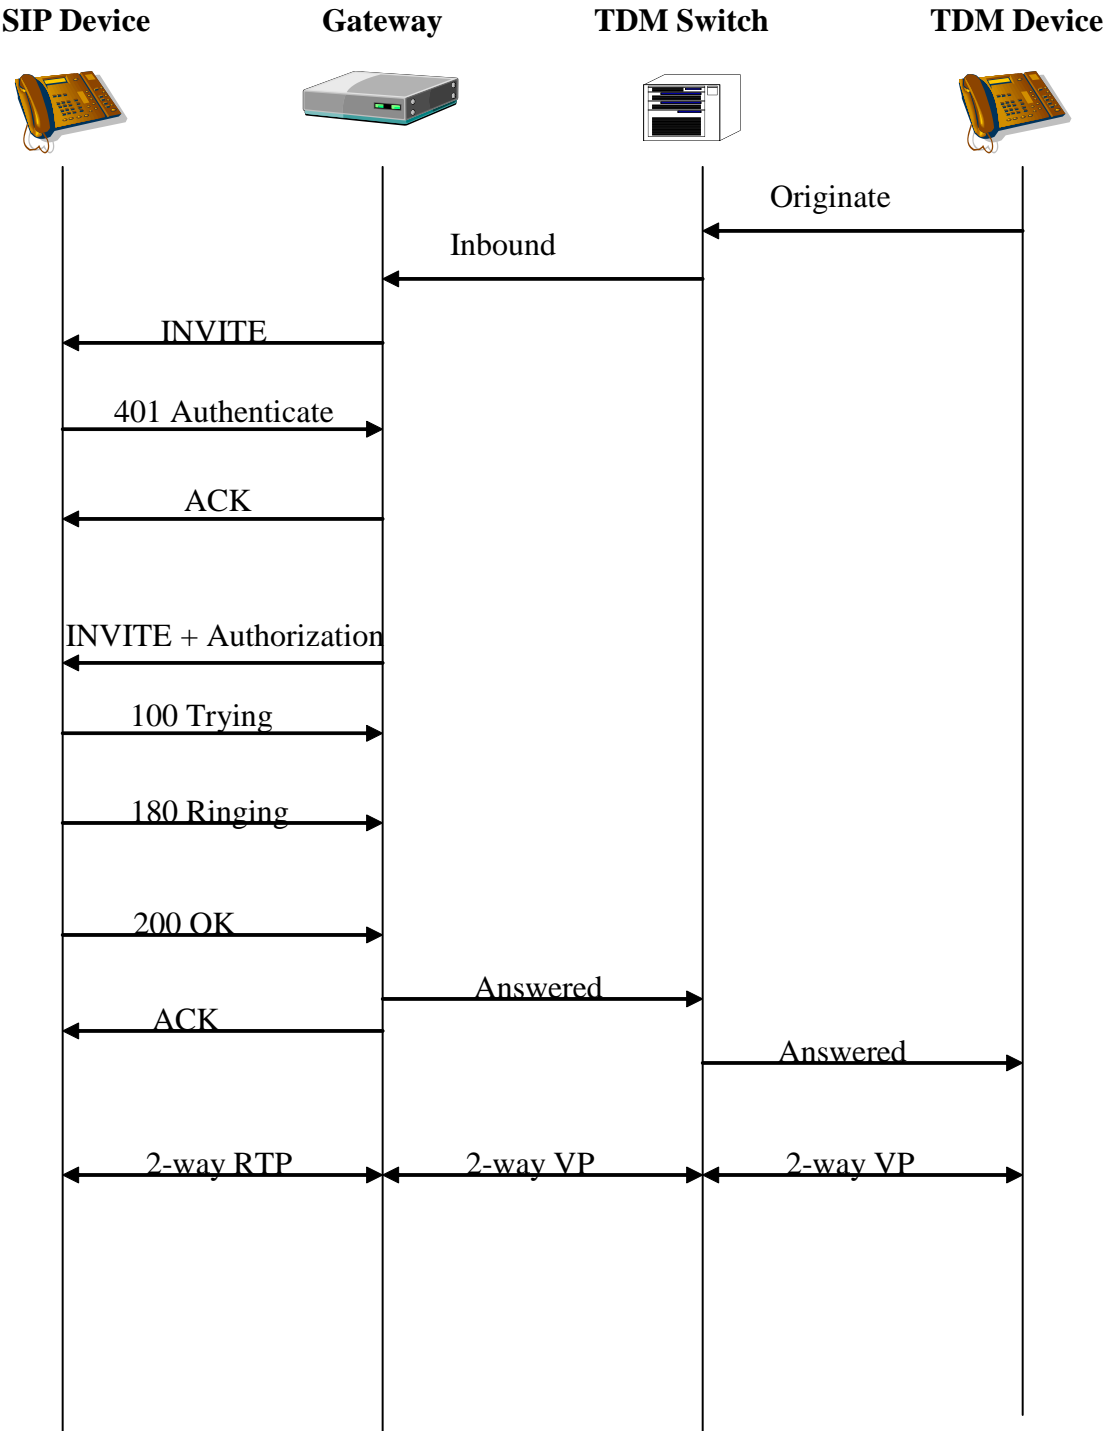 SIP Device Gateway TDM Switch TDM Device
Originate
Inbound
INVITE
401 Authenticate
ACK
INVITE + Authorization
100 Trying
180 Ringing
200 OK
Answered
ACK
Answered
2-way RTP 2-way VP 2-way VP